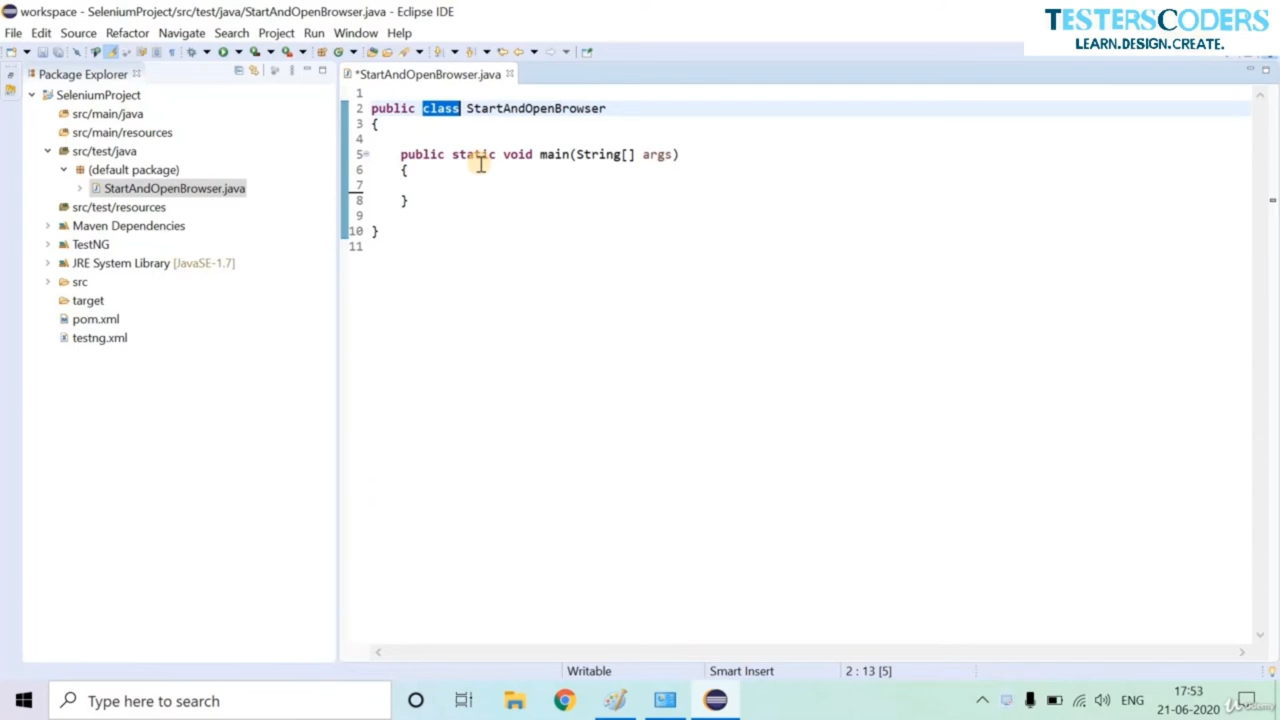 workspace - SeleniumProject/src/test/java/StartAndOpenBrowser.java - Eclipse IDE
TESTERSCODERS
LEARN.DESIGN.CREATE.
File Edit Source Refactor Navigate Search Project Run Window Help
Package Explorer
*StartAndOpenBrowser.java
SeleniumProject
src/main/java
src/main/resources
src/test/java
(default package)
StartAndOpenBrowser.java
src/test/resources
Maven Dependencies
TestNG
JRE System Library [JavaSE-1.7]
src
target
pom.xml
testng.xml
1
2 public class StartAndOpenBrowser
3 {
4
5 public static void main(String[] args)
6 {
7
8 }
9
10 }
11
Writable Smart Insert 2 : 13 [5]
Type here to search
ENG
17:53
21-06-2020
Udemy